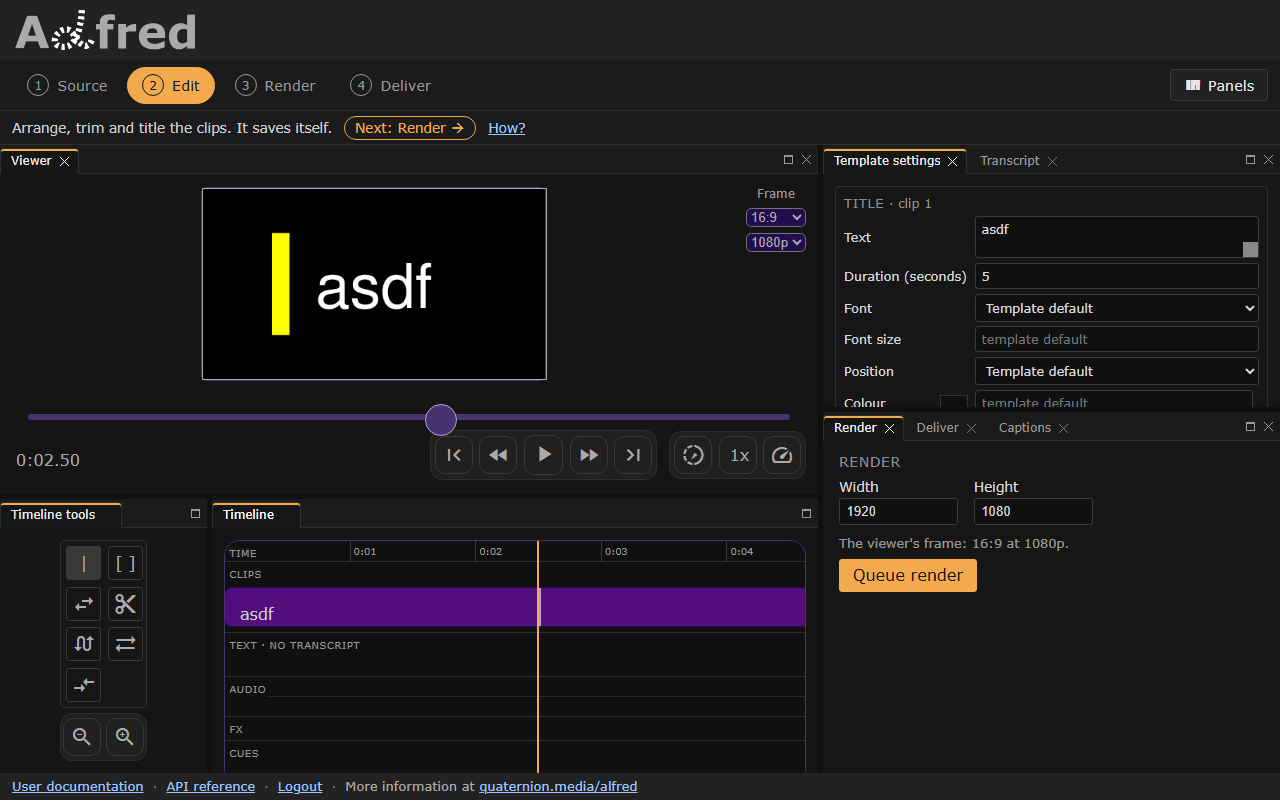 Adfred
1 Source 2 Edit 3 Render 4 Deliver Panels
Arrange, trim and title the clips. It saves itself. Next: Render → How?
Viewer
Frame
16:9
1080p
asdf
0:02.50
1x
Template settings Transcript
TITLE · clip 1
Text asdf
Duration (seconds) 5
Font Template default
Font size template default
Position Template default
Colour template default
Render Deliver Captions
RENDER
Width Height
1920 1080
The viewer's frame: 16:9 at 1080p.
Queue render
Timeline tools
[ ]
Timeline
TIME 0:01 0:02 0:03 0:04
CLIPS
asdf
TEXT · NO TRANSCRIPT
AUDIO
FX
CUES
User documentation · API reference · Logout · More information at quaternion.media/alfred